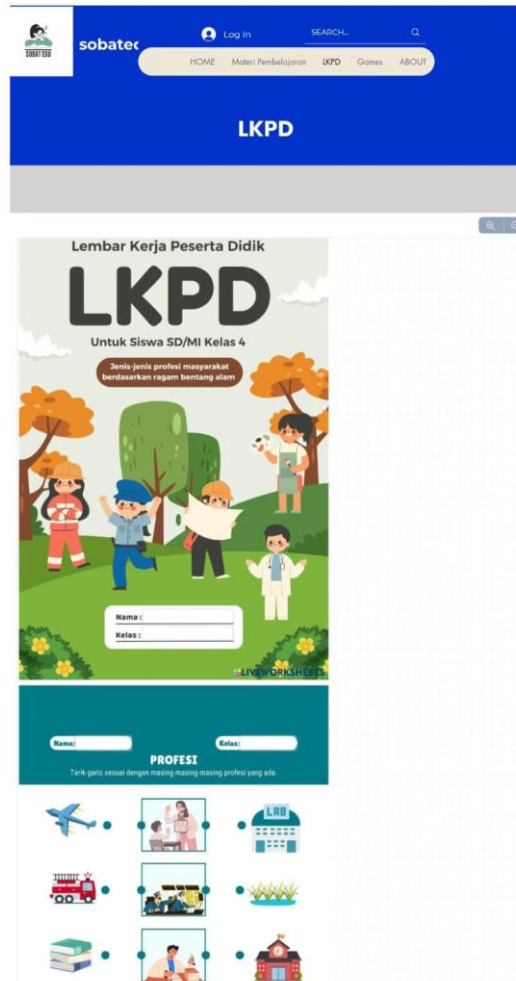 SOBAT EDU
sobatec
Log In
SEARCH...
HOME Materi Pembelajaran LKPD Games ABOUT
LKPD
Lembar Kerja Peserta Didik
LKPD
Untuk Siswa SD/MI Kelas 4
Jenis-jenis profesi masyarakat
berdasarkan ragam bentang alam
Nama :
Kelas :
LIVEWORKSHEETS
Nama:
Kelas:
PROFESI
Tarik garis sesuai dengan masing-masing-masing profesi yang ada.
LAB